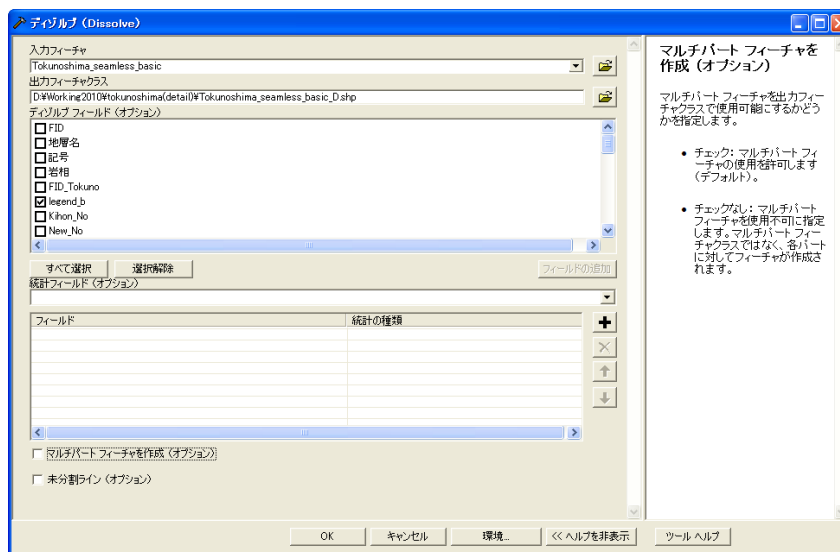 ディゾルブ (Dissolve)
入力フィーチャ
Tokunoshima_seamless_basic
出力フィーチャクラス
D:¥Working2010¥tokunoshima(detail)¥Tokunoshima_seamless_basic_D.shp
ディゾルブ フィールド (オプション)
FID
地層名
記号
岩相
FID_Tokuno
legend_b
Kihon_No
New_No
すべて選択
選択解除
フィールドの追加
統計フィールド (オプション)
フィールド
統計の種類
マルチパート フィーチャを作成 (オプション)
未分割ライン (オプション)
OK
キャンセル
環境...
<< ヘルプを非表示
マルチパート フィーチャを
作成 (オプション)
マルチパート フィーチャを出力フィー
チャクラスで使用可能にするかどう
かを指定します。
• チェック: マルチパート フィ
ーチャの使用を許可します
(デフォルト)。
• チェックなし: マルチパート
フィーチャを使用不可に指定
します。マルチパート フィー
チャクラスではなく、各パート
に対してフィーチャが作成さ
れます。
ツール ヘルプ